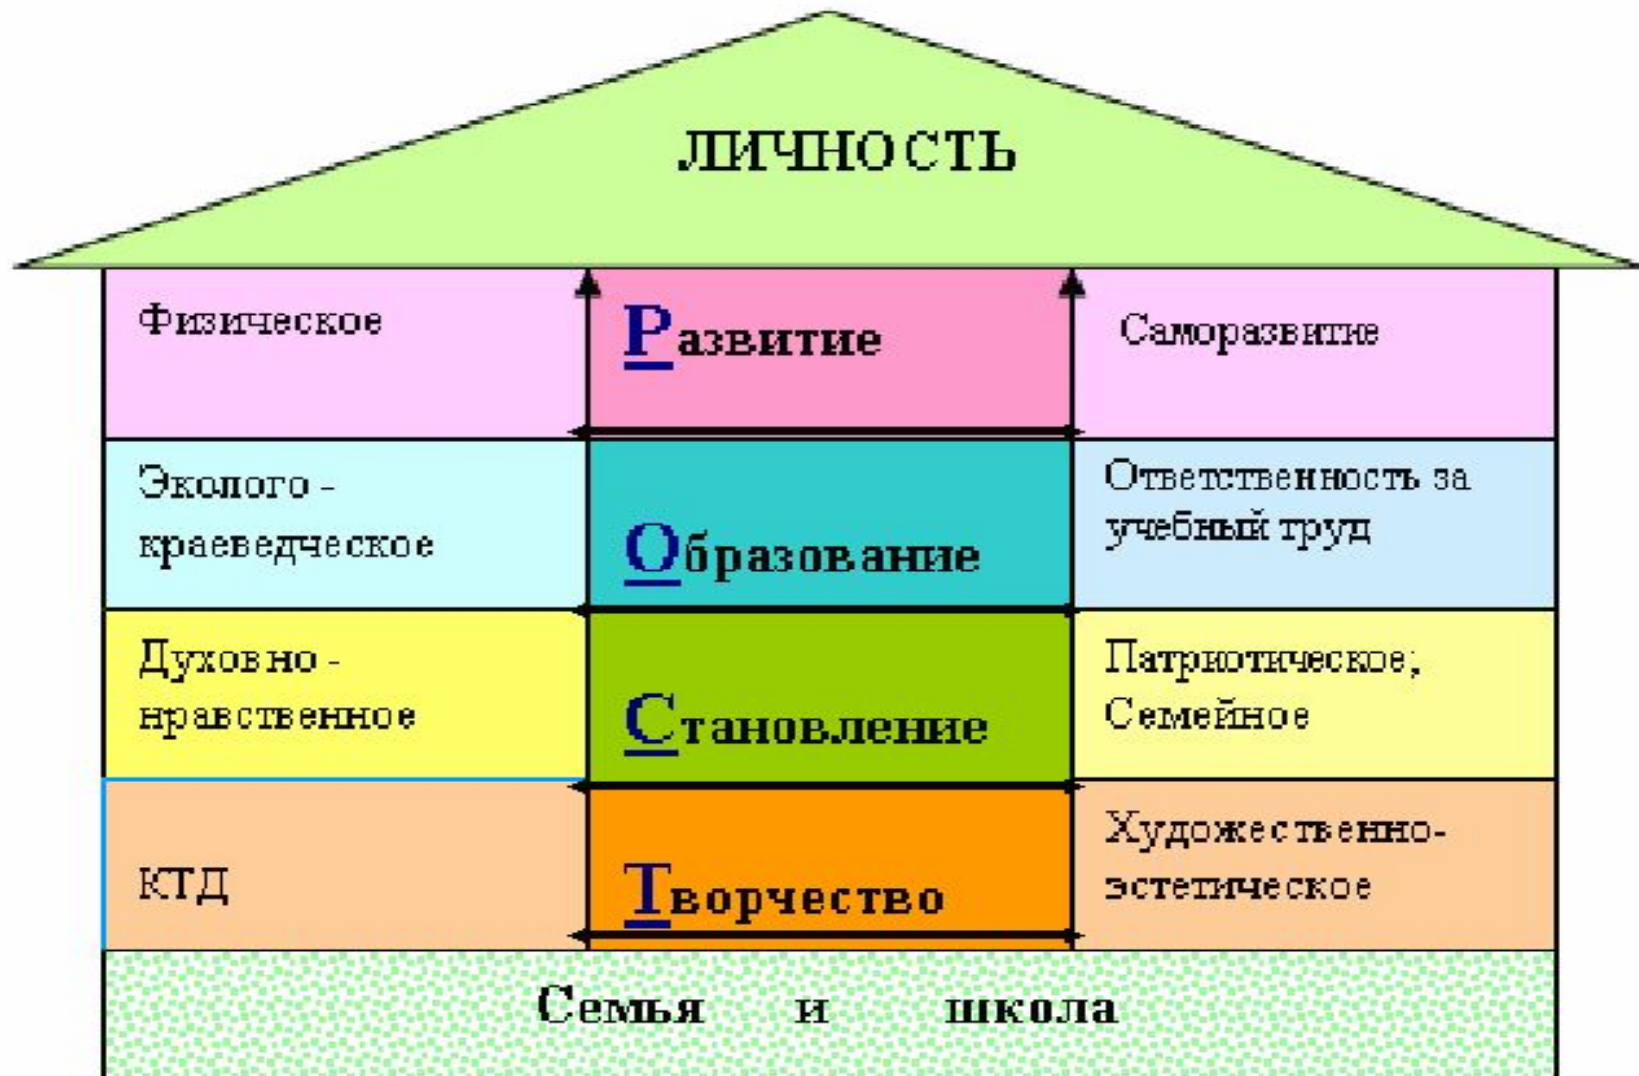 ЛИЧНОСТЬ
Физическое
Развитие
Саморазвитие
Эколого -
краеведческое
Образование
Ответственность за
учебный труд
Духовно -
нравственное
Становление
Патриотическое;
Семейное
КТД
Творчество
Художественно-
эстетическое
Семья и школа